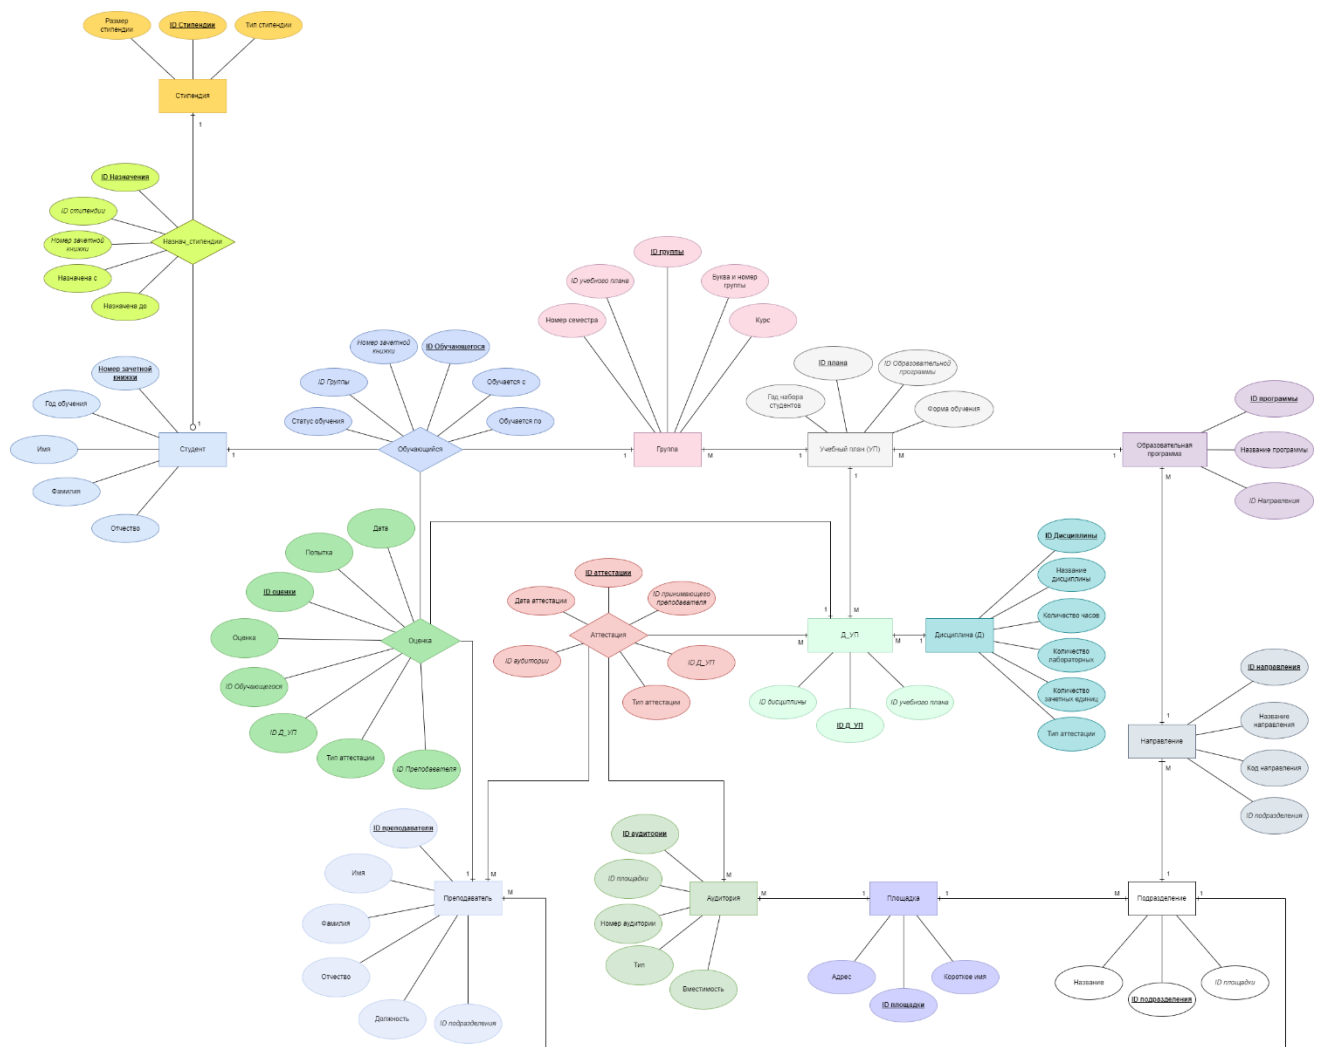 Размер
стипендии
ID Стипендии
Тип стипендии
Стипендия
1
ID Назначения
ID стипендии
Номер зачетной
книжки
Назнач_стипендии
Назначена с
Назначена до
Номер зачетной
книжки
Год обучения
Имя
Студент
1
Фамилия
Отчество
Номер зачетной
книжки
ID Обучающегося
ID Группы
Обучается с
Статус обучения
Обучается по
Обучающийся
1
ID группы
ID учебного плана
Буква и номер
группы
Номер семестра
Курс
Группа
M
1
ID плана
ID Образовательной
программы
Год набора
студентов
Форма обучения
Учебный план (УП)
M
1
1
ID программы
Образовательная
программа
Название программы
M
ID Направления
Дата
Попытка
ID оценки
Оценка
Оценка
ID Обучающегося
ID Д_УП
Тип аттестации
ID Преподавателя
ID аттестации
Дата аттестации
ID принимающего
преподавателя
Аттестация
ID аудитории
ID Д_УП
Тип аттестации
1
M
Д_УП
M
M
1
ID дисциплины
ID учебного плана
ID Д_УП
ID Дисциплины
Название
дисциплины
Количество часов
Дисциплина (Д)
Количество
лабораторных
Количество
зачетных единиц
Тип аттестации
ID направления
1
Название
направления
Направление
M
Код направления
ID подразделения
ID преподавателя
Имя
1
M
Преподаватель
M
Фамилия
Отчество
Должность
ID подразделения
ID аудитории
ID площадки
M
Аудитория
M
Номер аудитории
Тип
Вместимость
1
Площадка
1
Адрес
Короткое имя
ID площадки
1
M
Подразделение
1
Название
ID площадки
ID подразделения